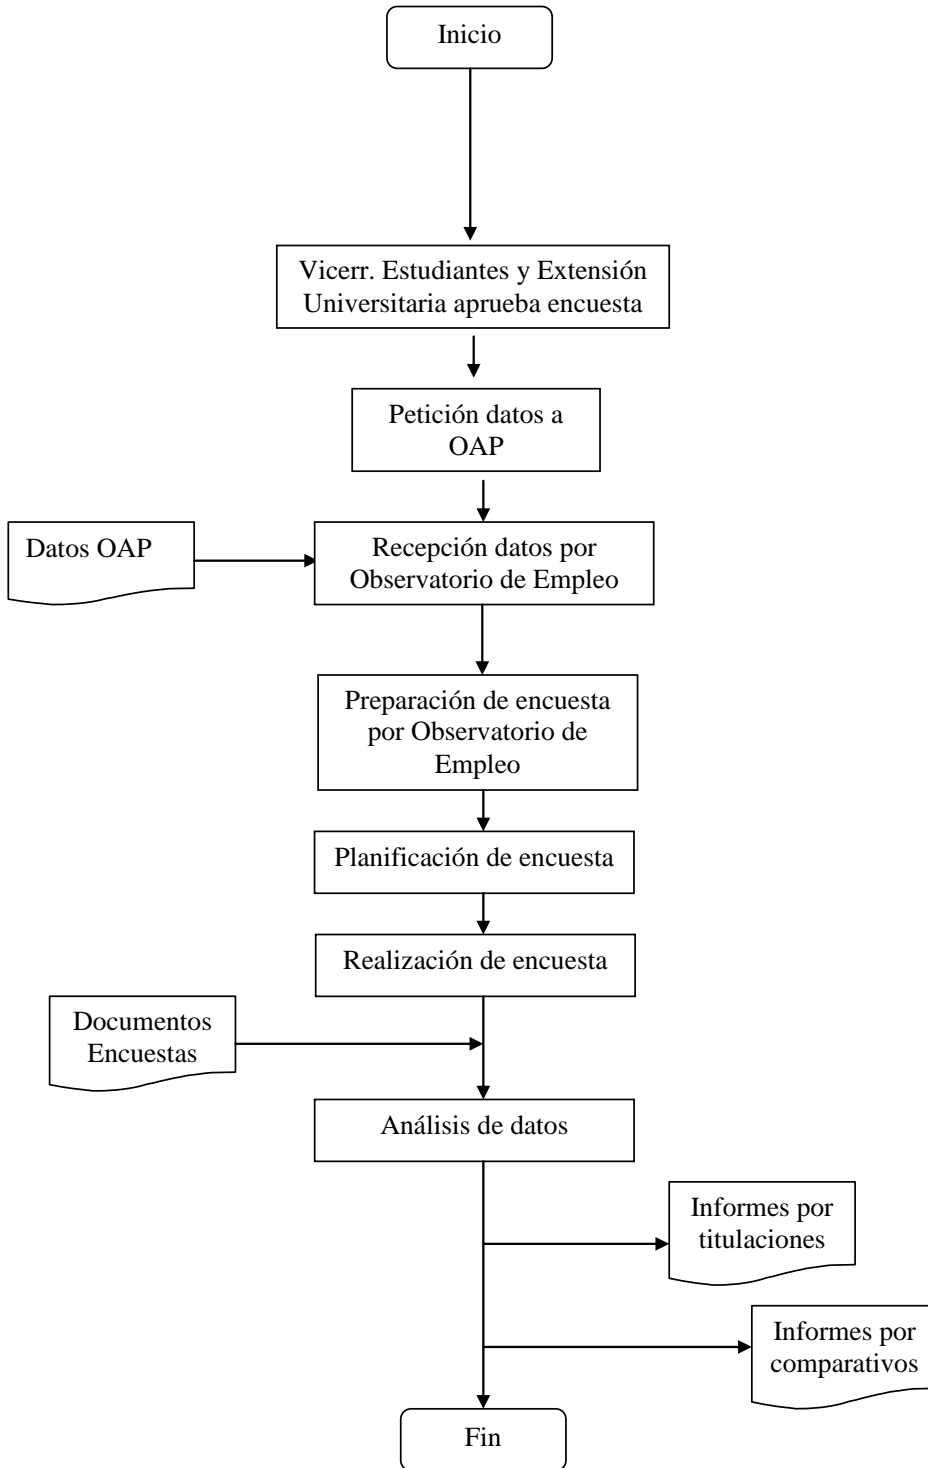 Inicio
Vicerr. Estudiantes y Extensión
Universitaria aprueba encuesta
Petición datos a
OAP
Datos OAP
Recepción datos por
Observatorio de Empleo
Preparación de encuesta
por Observatorio de
Empleo
Planificación de encuesta
Realización de encuesta
Documentos
Encuestas
Análisis de datos
Informes por
titulaciones
Informes por
comparativos
Fin